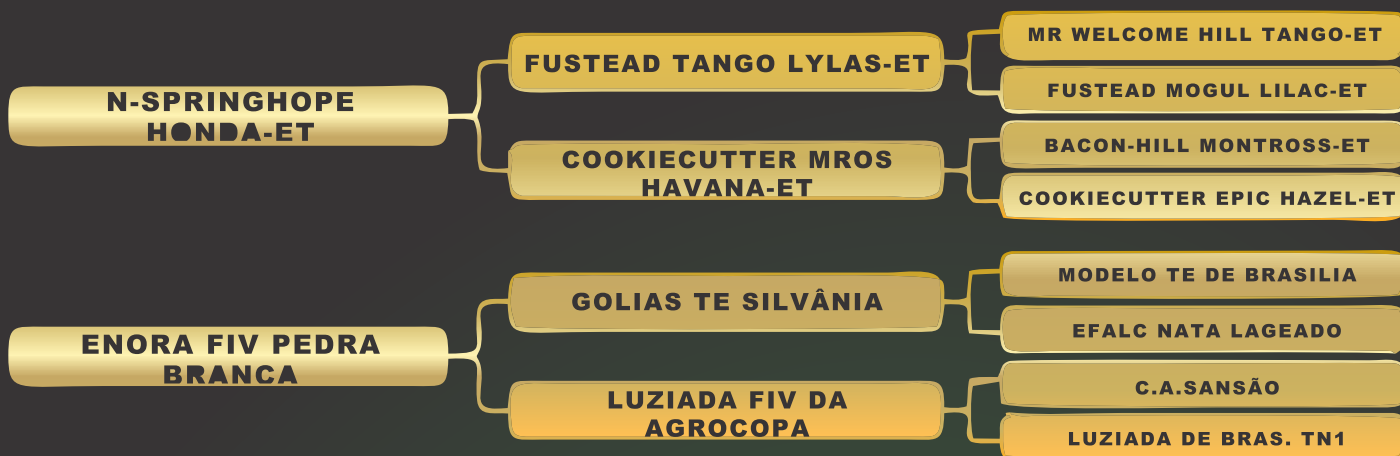 N-SPRINGHOPE
HONDA-ET
FUSTEAD TANGO LYLAS-ET
COOKIECUTTER MROS
HAVANA-ET
MR WELCOME HILL TANGO-ET
FUSTEAD MOGUL LILAC-ET
BACON-HILL MONTROSS-ET
COOKIECUTTER EPIC HAZEL-ET
ENORA FIV PEDRA
BRANCA
GOLIAS TE SILVÂNIA
LUZIADA FIV DA
AGROCOPA
MODELO TE DE BRASILIA
EFALC NATA LAGEADO
C.A.SANSÃO
LUZIADA DE BRAS. TN1